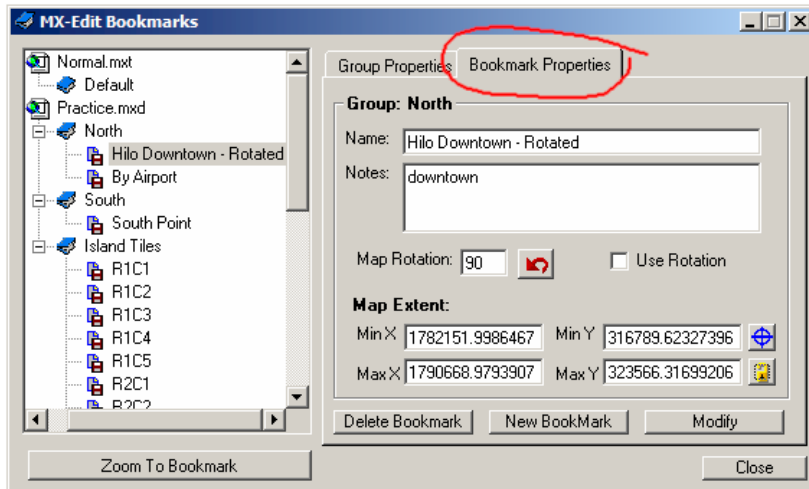 MX-Edit Bookmarks
Normal.mxt
Default
Practice.mxd
North
Hilo Downtown - Rotated
By Airport
South
South Point
Island Tiles
R1C1
R1C2
R1C3
R1C4
R1C5
R2C1
R2C2
Zoom To Bookmark
Group Properties Bookmark Properties
Group: North
Name: Hilo Downtown - Rotated
Notes: downtown
Map Rotation: 90 Use Rotation
Map Extent:
Min X 1782151.9986467 Min Y 316789.62327396
Max X 1790668.9793907 Max Y 323566.31699206
Delete Bookmark New BookMark Modify
Close